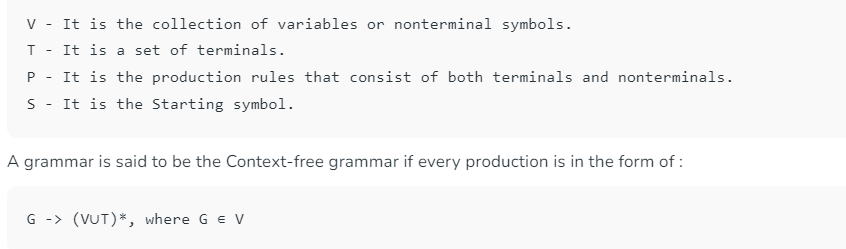 V - It is the collection of variables or nonterminal symbols.
T - It is a set of terminals.
P - It is the production rules that consist of both terminals and nonterminals.
S - It is the Starting symbol.
A grammar is said to be the Context-free grammar if every production is in the form of :
G -> (V∪T)*, where G ∊ V